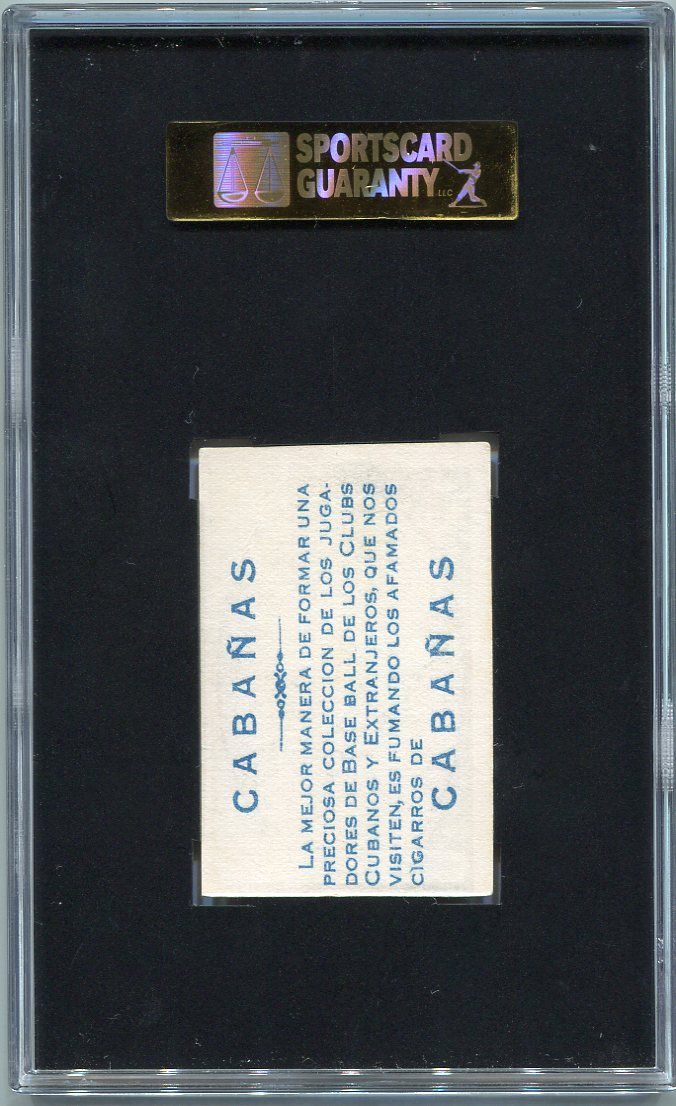 SPORTSCARD
GUARANTY LLC
CABAÑAS
LA MEJOR MANERA DE FORMAR UNA
PRECIOSA COLECCION DE LOS JUGA-
DORES DE BASE BALL DE LOS CLUBS
CUBANOS Y EXTRANJEROS, QUE NOS
VISITEN, ES FUMANDO LOS AFAMADOS
CIGARROS DE
CABAÑAS